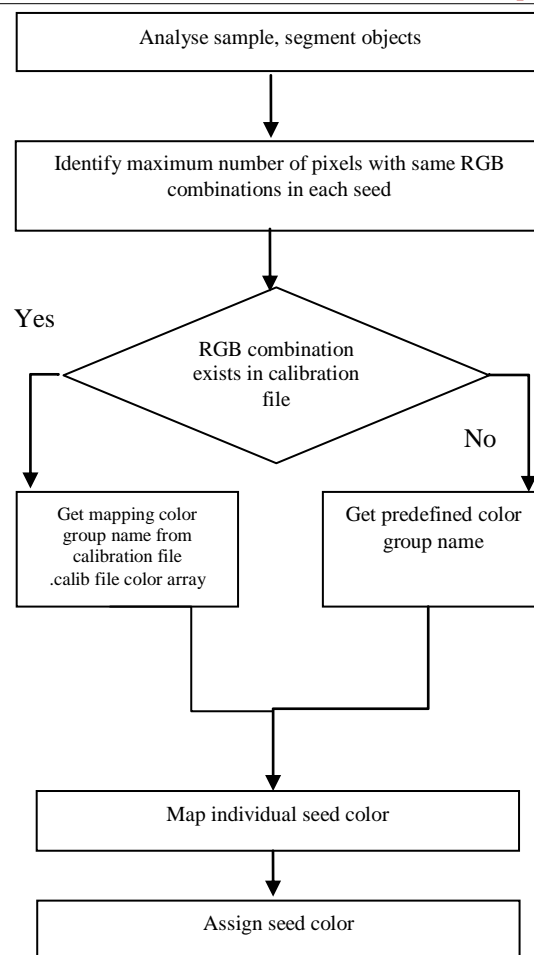 Analyse sample, segment objects
Identify maximum number of pixels with same RGB
combinations in each seed
Yes
RGB combination
exists in calibration
file
No
Get mapping color
group name from
calibration file
.calib file color array
Get predefined color
group name
Map individual seed color
Assign seed color